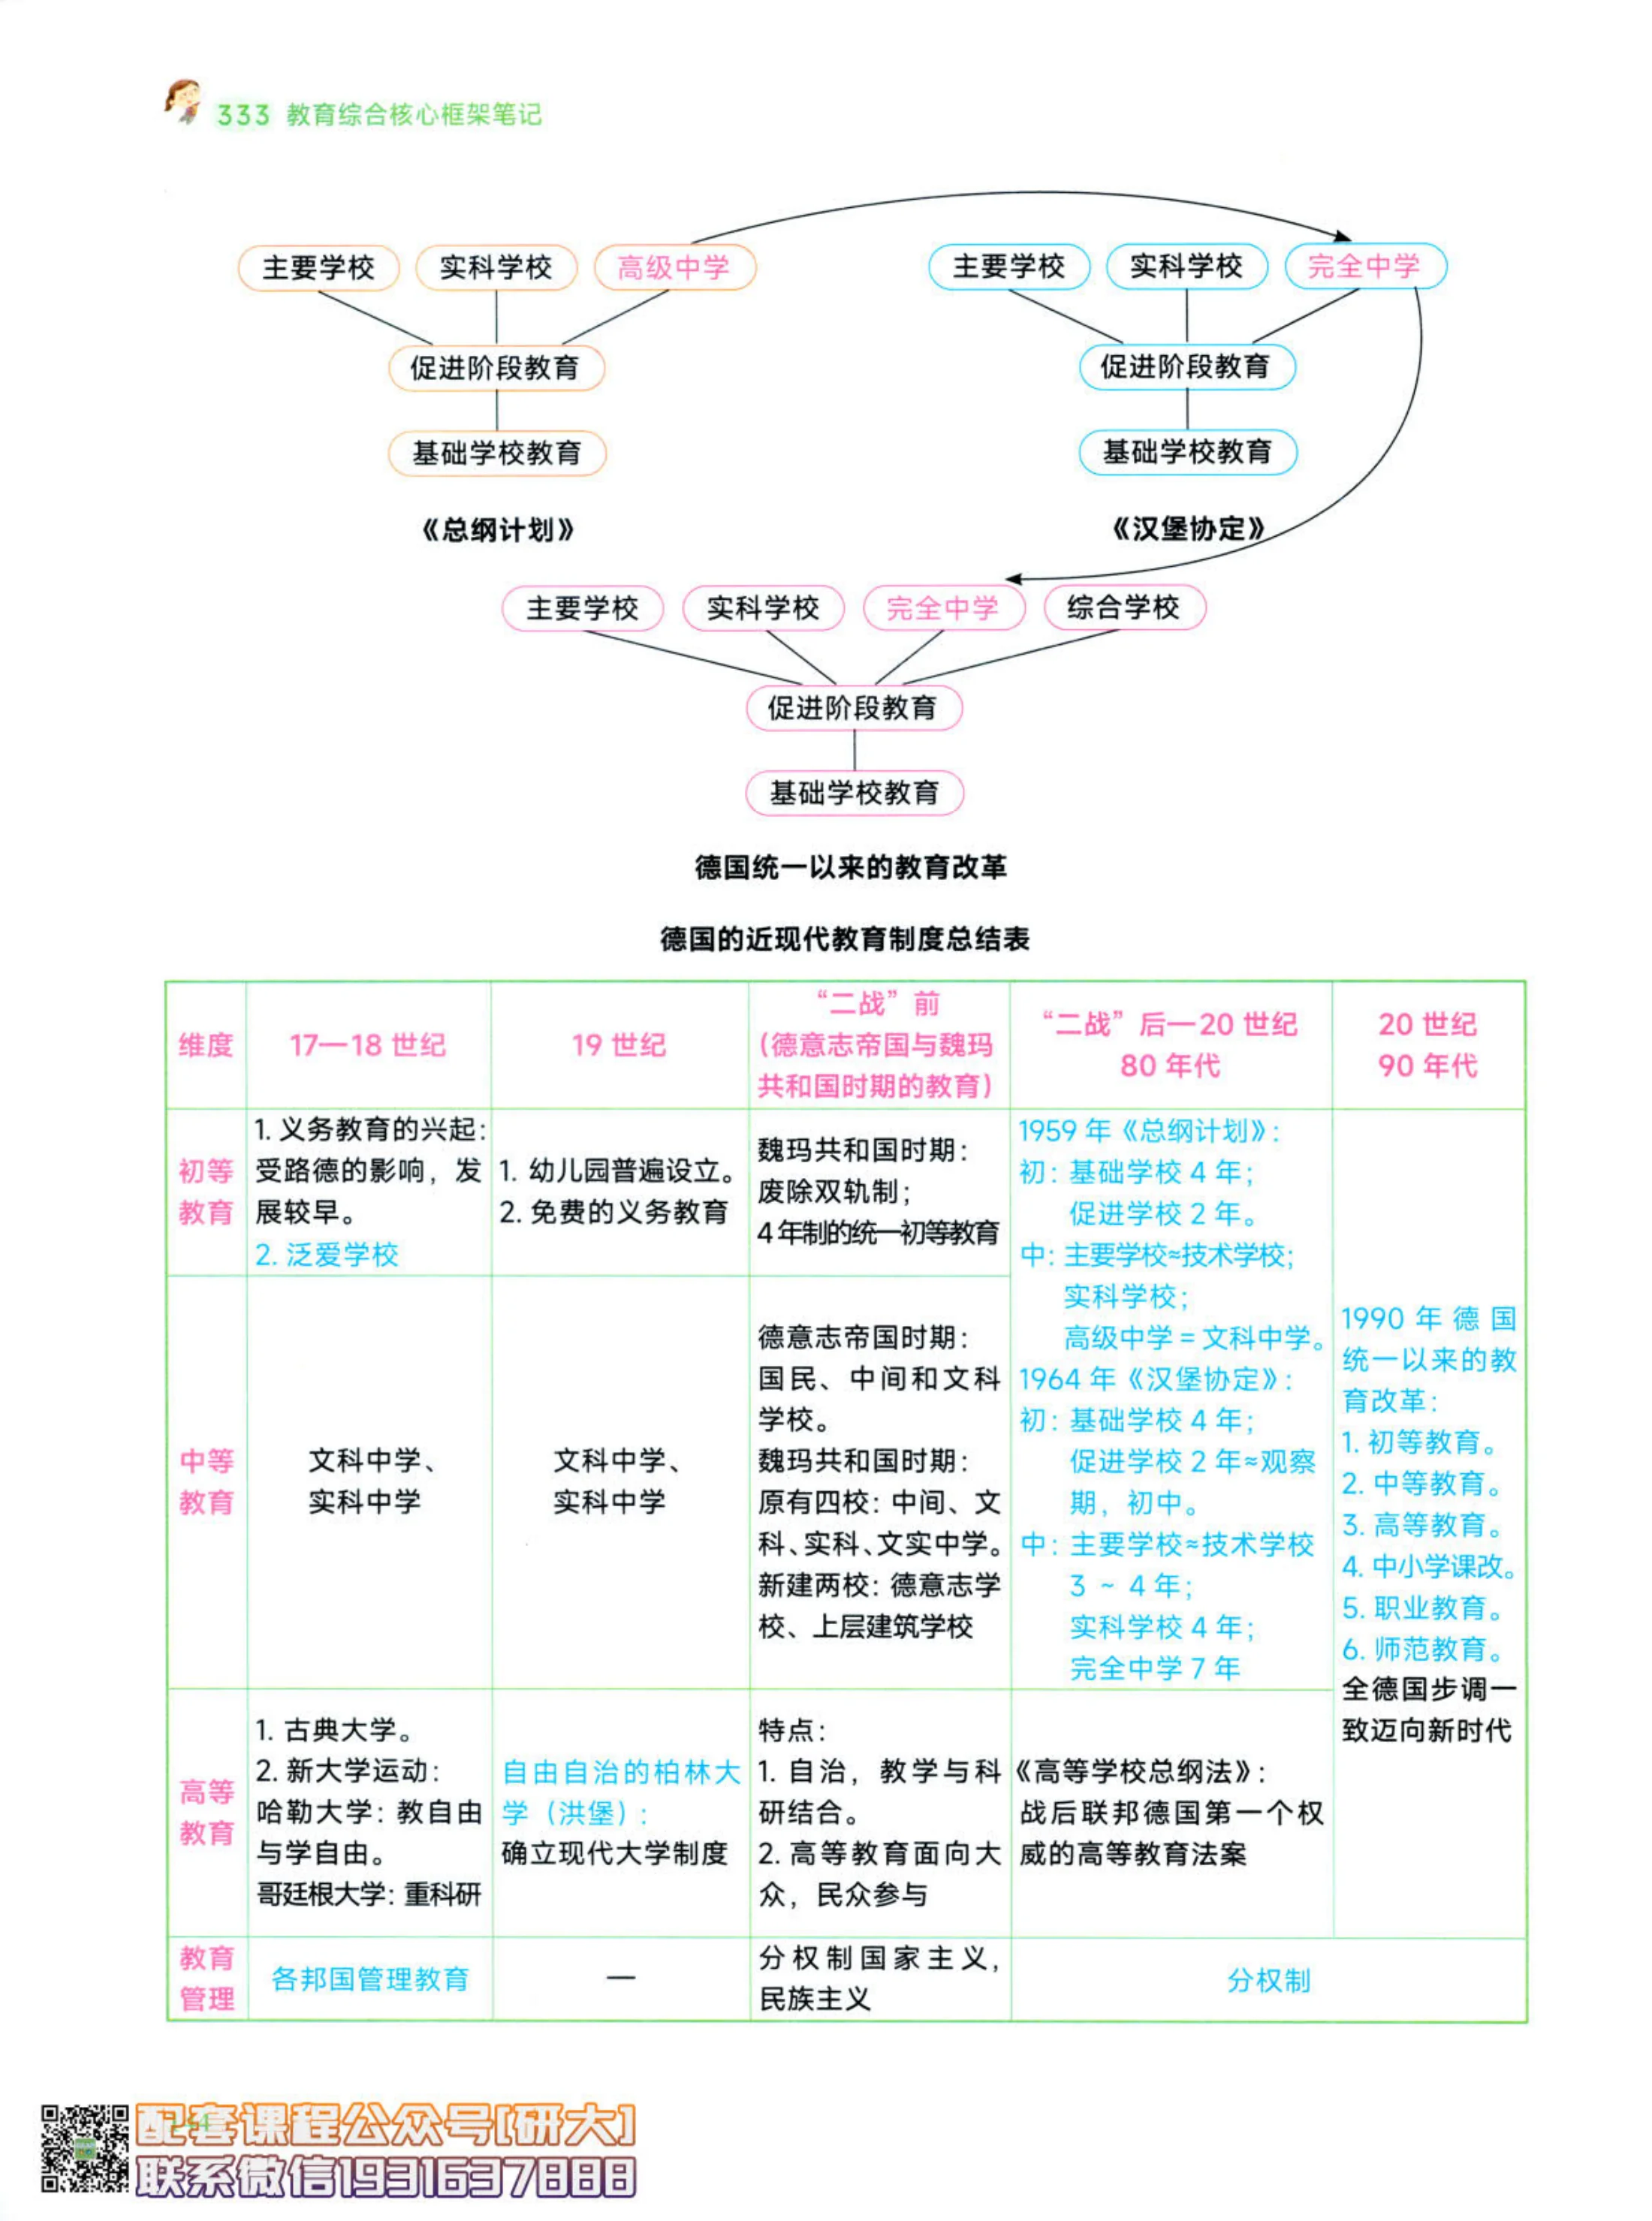 333 教育综合核心框架笔记
主要学校 实科学校 高级中学 主要学校 实科学校 完全中学
促进阶段教育 促进阶段教育
基础学校教育 基础学校教育
《总纲计划》 《汉堡协定》
主要学校 实科学校 完全中学 综合学校
促进阶段教育
基础学校教育
德国统一以来的教育改革
德国的近现代教育制度总结表
维度
17—18 世纪
19 世纪
“二战”前
(德意志帝国与魏玛
共和国时期的教育)
“二战”后—20 世纪
80 年代
20 世纪
90 年代
初等
教育
1. 义务教育的兴起：
受路德的影响，发
展较早。
2. 泛爱学校
1. 幼儿园普遍设立。
2. 免费的义务教育
魏玛共和国时期：
废除双轨制；
4年制的统一初等教育
1959 年《总纲计划》：
初：基础学校 4 年；
促进学校 2 年。
中：主要学校≈技术学校；
实科学校；
高级中学 = 文科中学。
1964 年《汉堡协定》：
初：基础学校 4 年；
促进学校 2 年≈观察
期，初中。
中：主要学校≈技术学校
3 ~ 4 年；
实科学校 4 年；
完全中学 7 年
1990 年德国
统一以来的教
育改革：
1. 初等教育。
2. 中等教育。
3. 高等教育。
4. 中小学课改。
5. 职业教育。
6. 师范教育。
全德国步调一
致迈向新时代
中等
教育
文科中学、
实科中学
文科中学、
实科中学
德意志帝国时期：
国民、中间和文科
学校。
魏玛共和国时期：
原有四校：中间、文
科、实科、文实中学。
新建两校：德意志学
校、上层建筑学校
高等
教育
1. 古典大学。
2. 新大学运动：
哈勒大学：教自由
与学自由。
哥廷根大学：重科研
自由自治的柏林大
学（洪堡）：
确立现代大学制度
特点：
1. 自治，教学与科
研结合。
2. 高等教育面向大
众，民众参与
《高等学校总纲法》：
战后联邦德国第一个权
威的高等教育法案
教育
管理
各邦国管理教育
—
分权制国家主义，
民族主义
分权制
配套课程公众号[研大]
联系微信1931637888